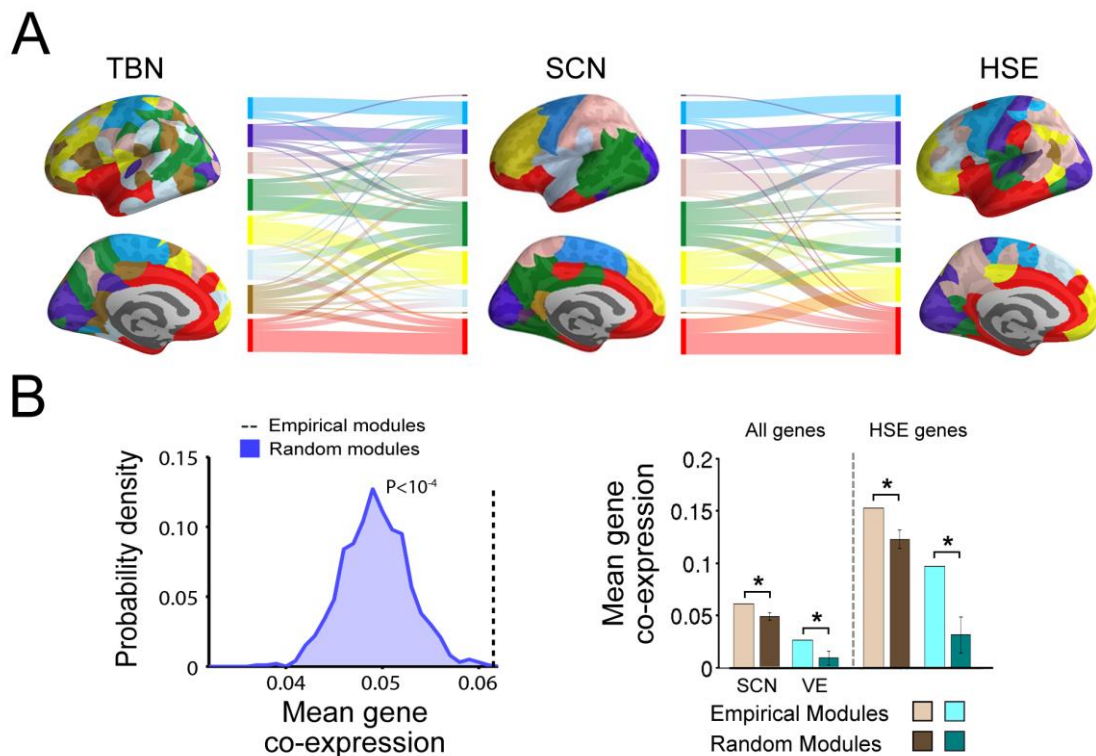 A
TBN
SCN
HSE
B
Empirical modules
Random modules
Probability density
0.15
0.10
0.05
0
P<10⁻⁴
0.04
0.05
0.06
Mean gene
co-expression
All genes
HSE genes
Mean gene
co-expression
0.2
0.15
0.1
0.05
0
*
*
*
*
SCN
VE
Empirical Modules
Random Modules